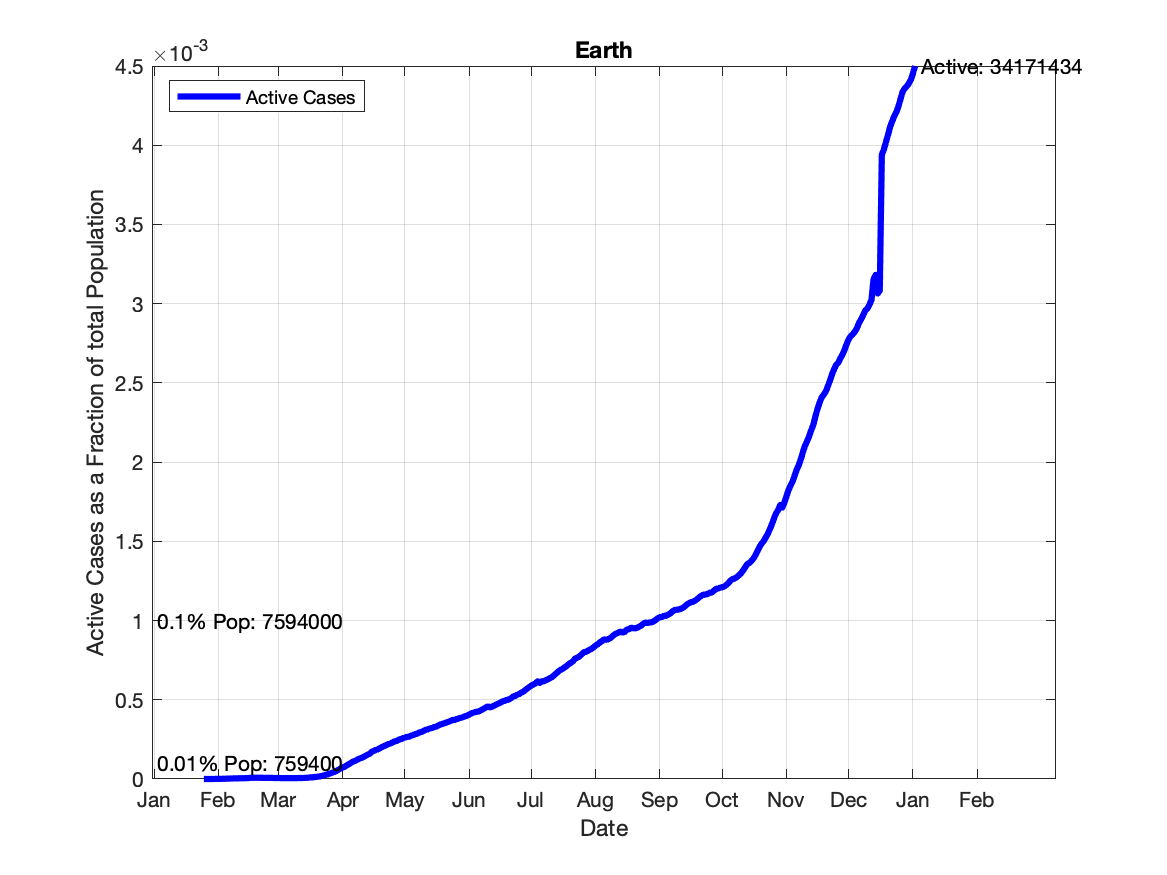 Earth
×10-3
4.5
Active: 34171434
Active Cases
4
3.5
3
2.5
2
1.5
1
0.1% Pop: 7594000
0.5
0.01% Pop: 759400
0
Active Cases as a Fraction of total Population
Jan Feb Mar Apr May Jun Jul Aug Sep Oct Nov Dec Jan Feb
Date